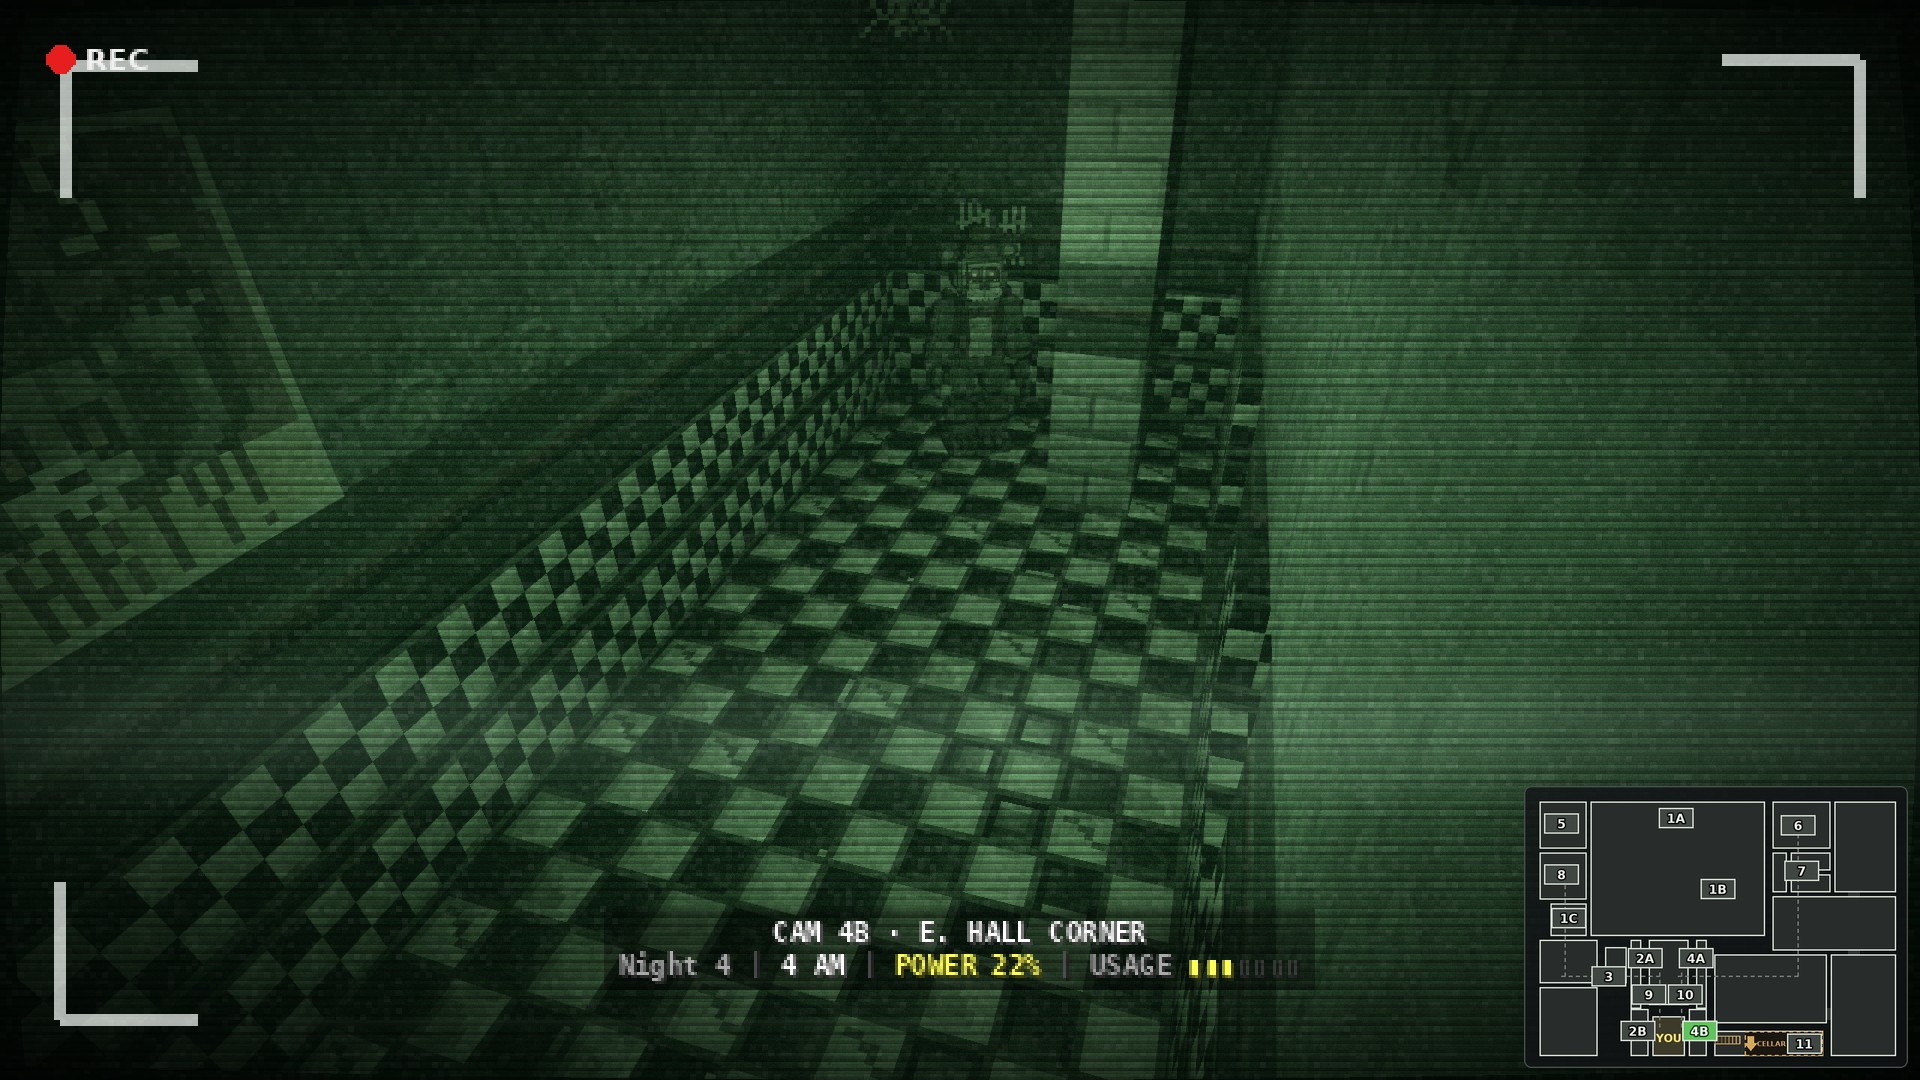 REC
PARTY!
CAM 4B · E. HALL CORNER
Night 4 | 4 AM | POWER 22% | USAGE
5
1A
6
8
7
1B
1C
2A
4A
3
9
10
2B
YOU
4B
CELLAR
11